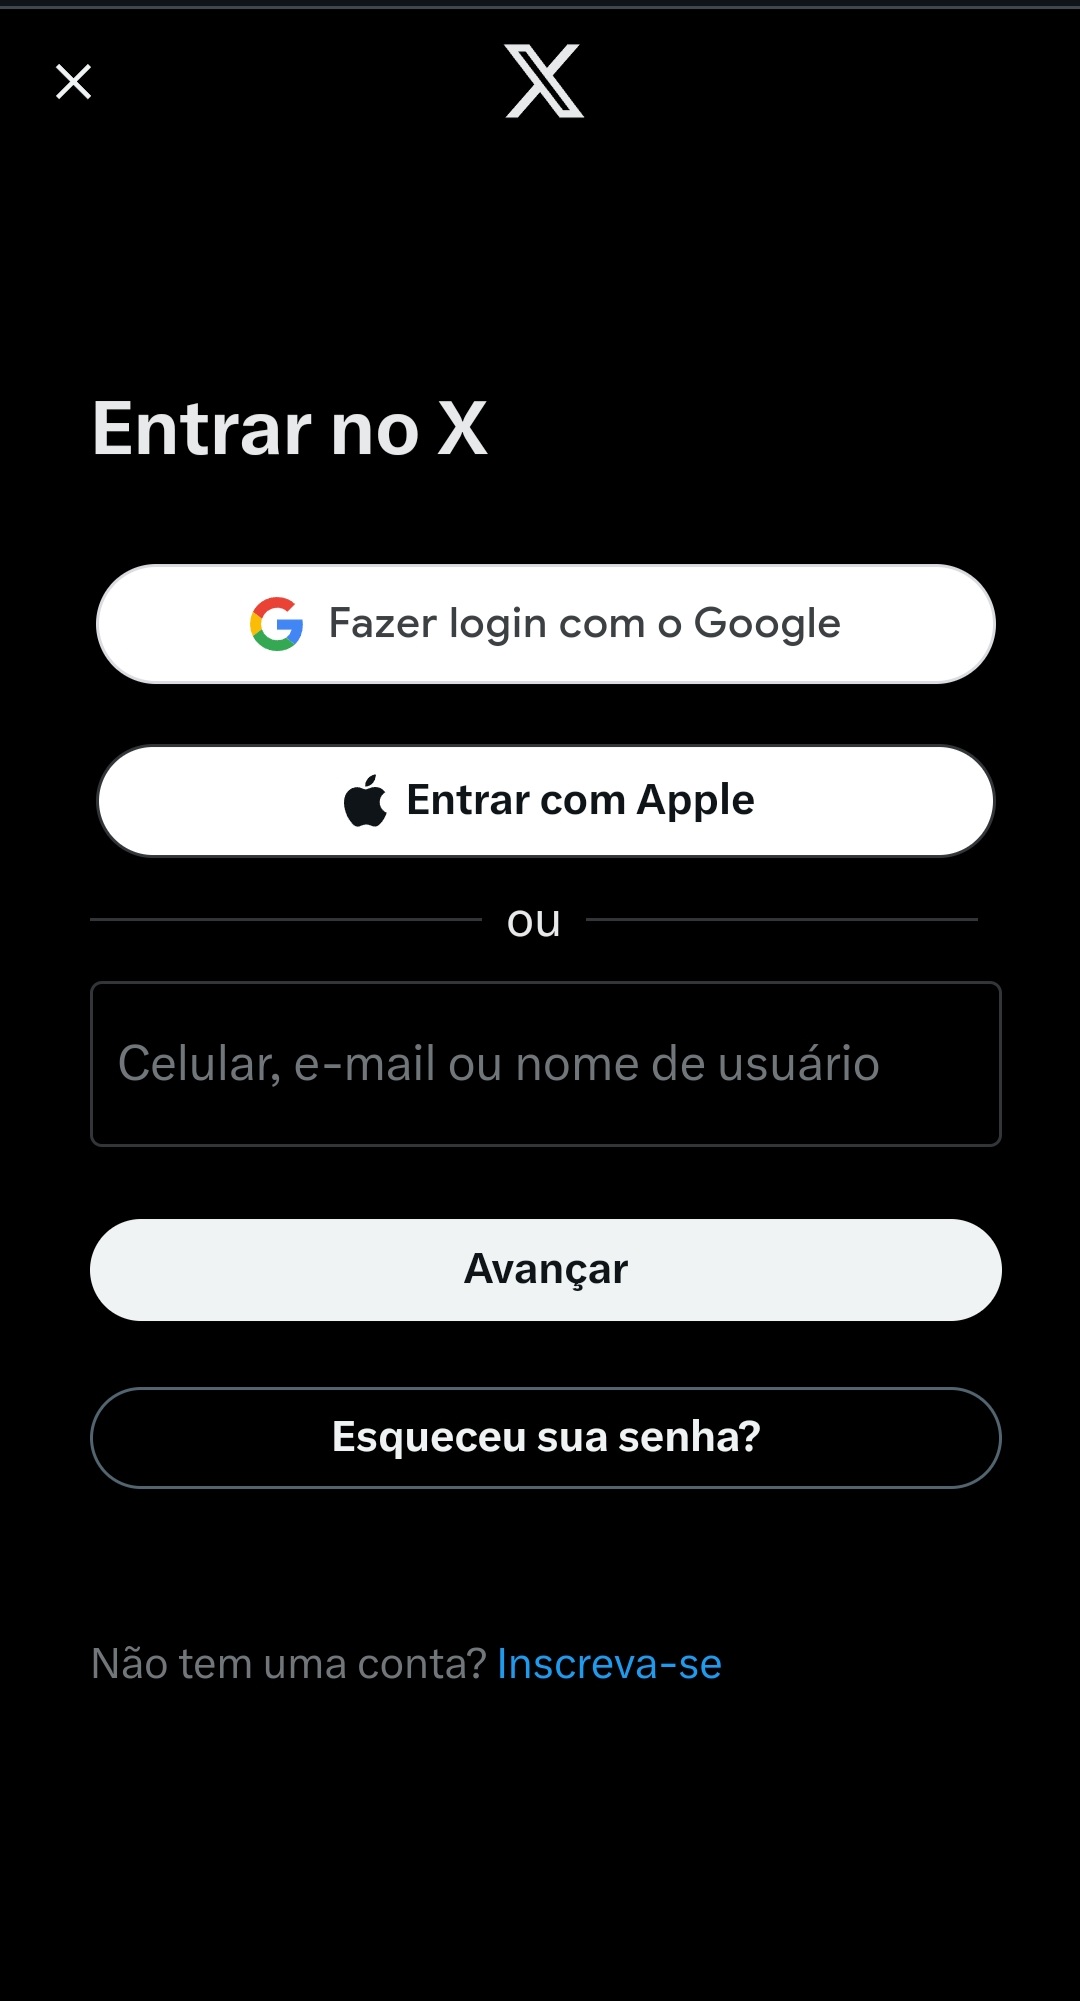 Entrar no X
Fazer login com o Google
Entrar com Apple
ou
Celular, e-mail ou nome de usuário
Avançar
Esqueceu sua senha?
Não tem uma conta? Inscreva-se